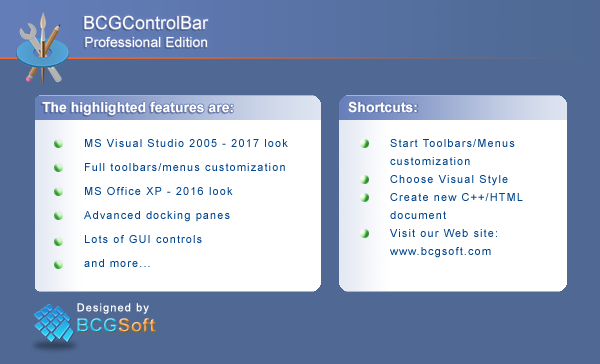 BCGControlBar
Professional Edition
The highlighted features are:
MS Visual Studio 2005 - 2017 look
Full toolbars/menus customization
MS Office XP - 2016 look
Advanced docking panes
Lots of GUI controls
and more...
Shortcuts:
Start Toolbars/Menus
customization
Choose Visual Style
Create new C++/HTML
document
Visit our Web site:
www.bcgsoft.com
Designed by
BCGSoft